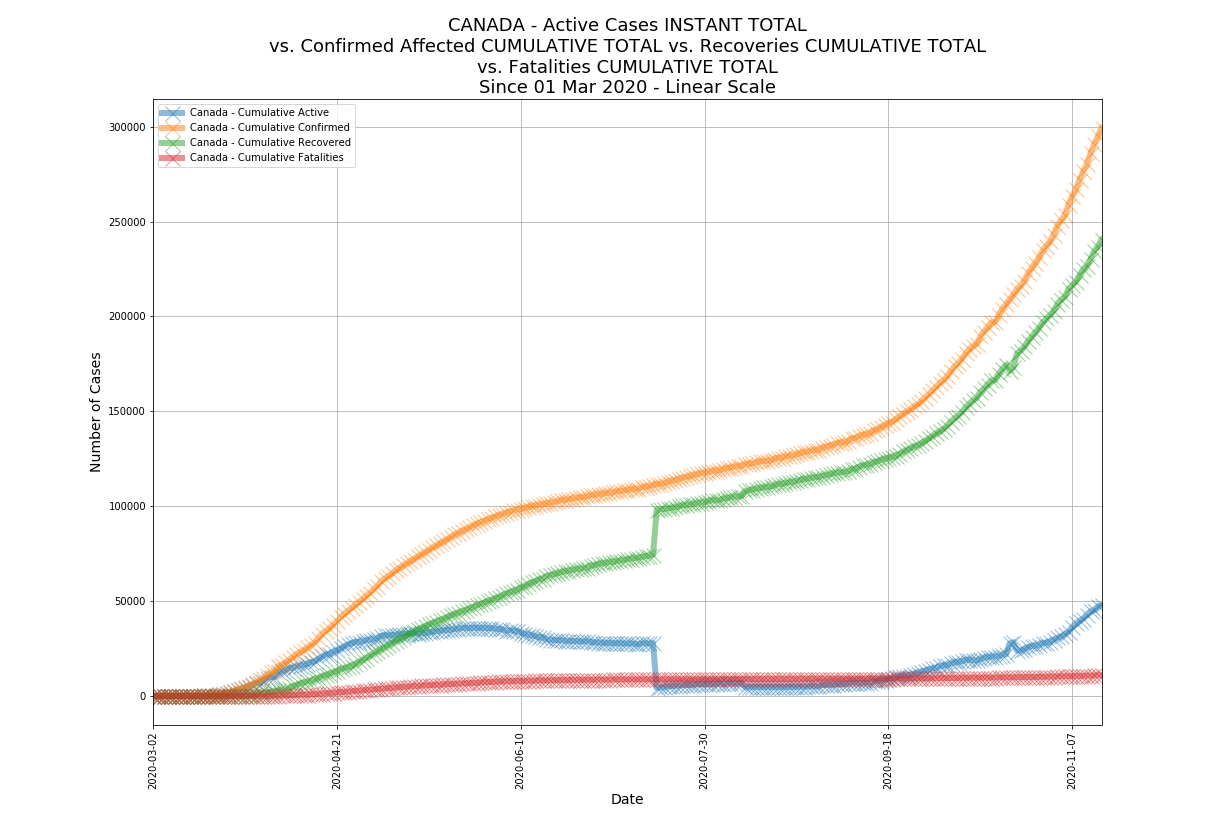 CANADA - Active Cases INSTANT TOTAL
vs. Confirmed Affected CUMULATIVE TOTAL vs. Recoveries CUMULATIVE TOTAL
vs. Fatalities CUMULATIVE TOTAL
Since 01 Mar 2020 - Linear Scale
Canada - Cumulative Active
Canada - Cumulative Confirmed
Canada - Cumulative Recovered
Canada - Cumulative Fatalities
300000
250000
200000
150000
100000
50000
0
Number of Cases
2020-03-02
2020-04-21
2020-06-10
2020-07-30
2020-09-18
2020-11-07
Date